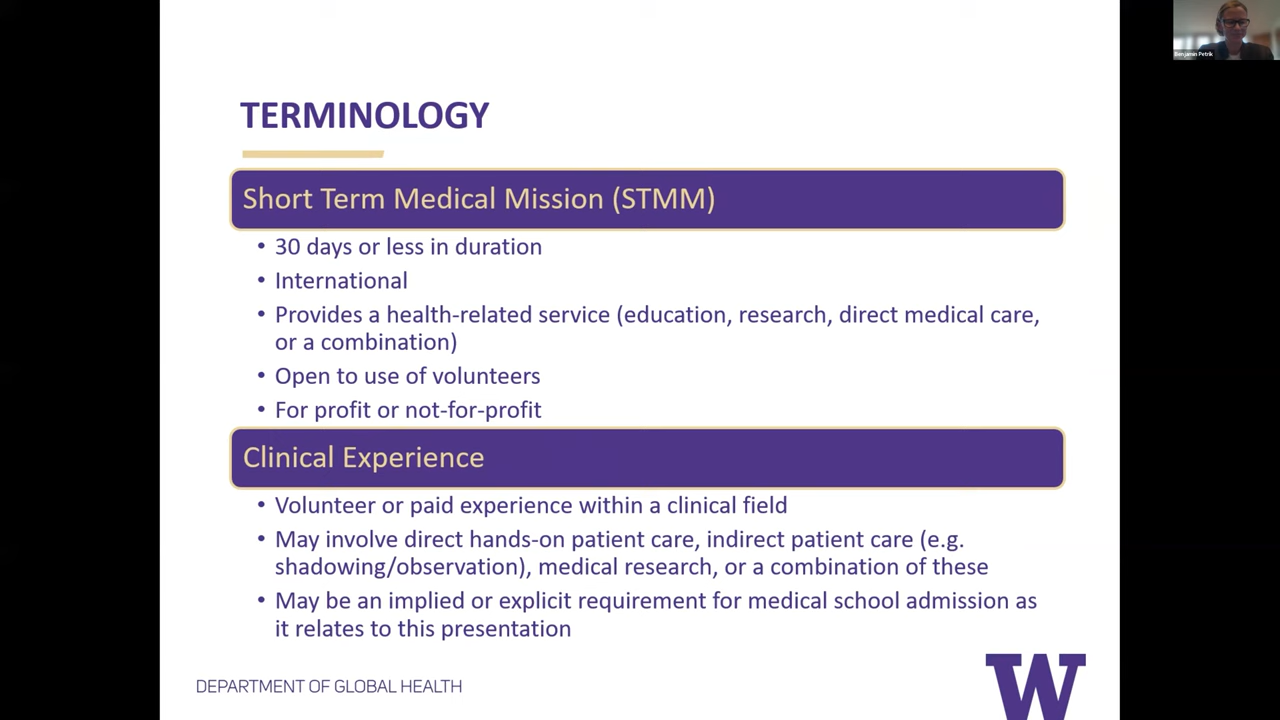 Benjamin Petrik
TERMINOLOGY
Short Term Medical Mission (STMM)
• 30 days or less in duration
• International
• Provides a health-related service (education, research, direct medical care,
or a combination)
• Open to use of volunteers
• For profit or not-for-profit
Clinical Experience
• Volunteer or paid experience within a clinical field
• May involve direct hands-on patient care, indirect patient care (e.g.
shadowing/observation), medical research, or a combination of these
• May be an implied or explicit requirement for medical school admission as
it relates to this presentation
DEPARTMENT OF GLOBAL HEALTH
W